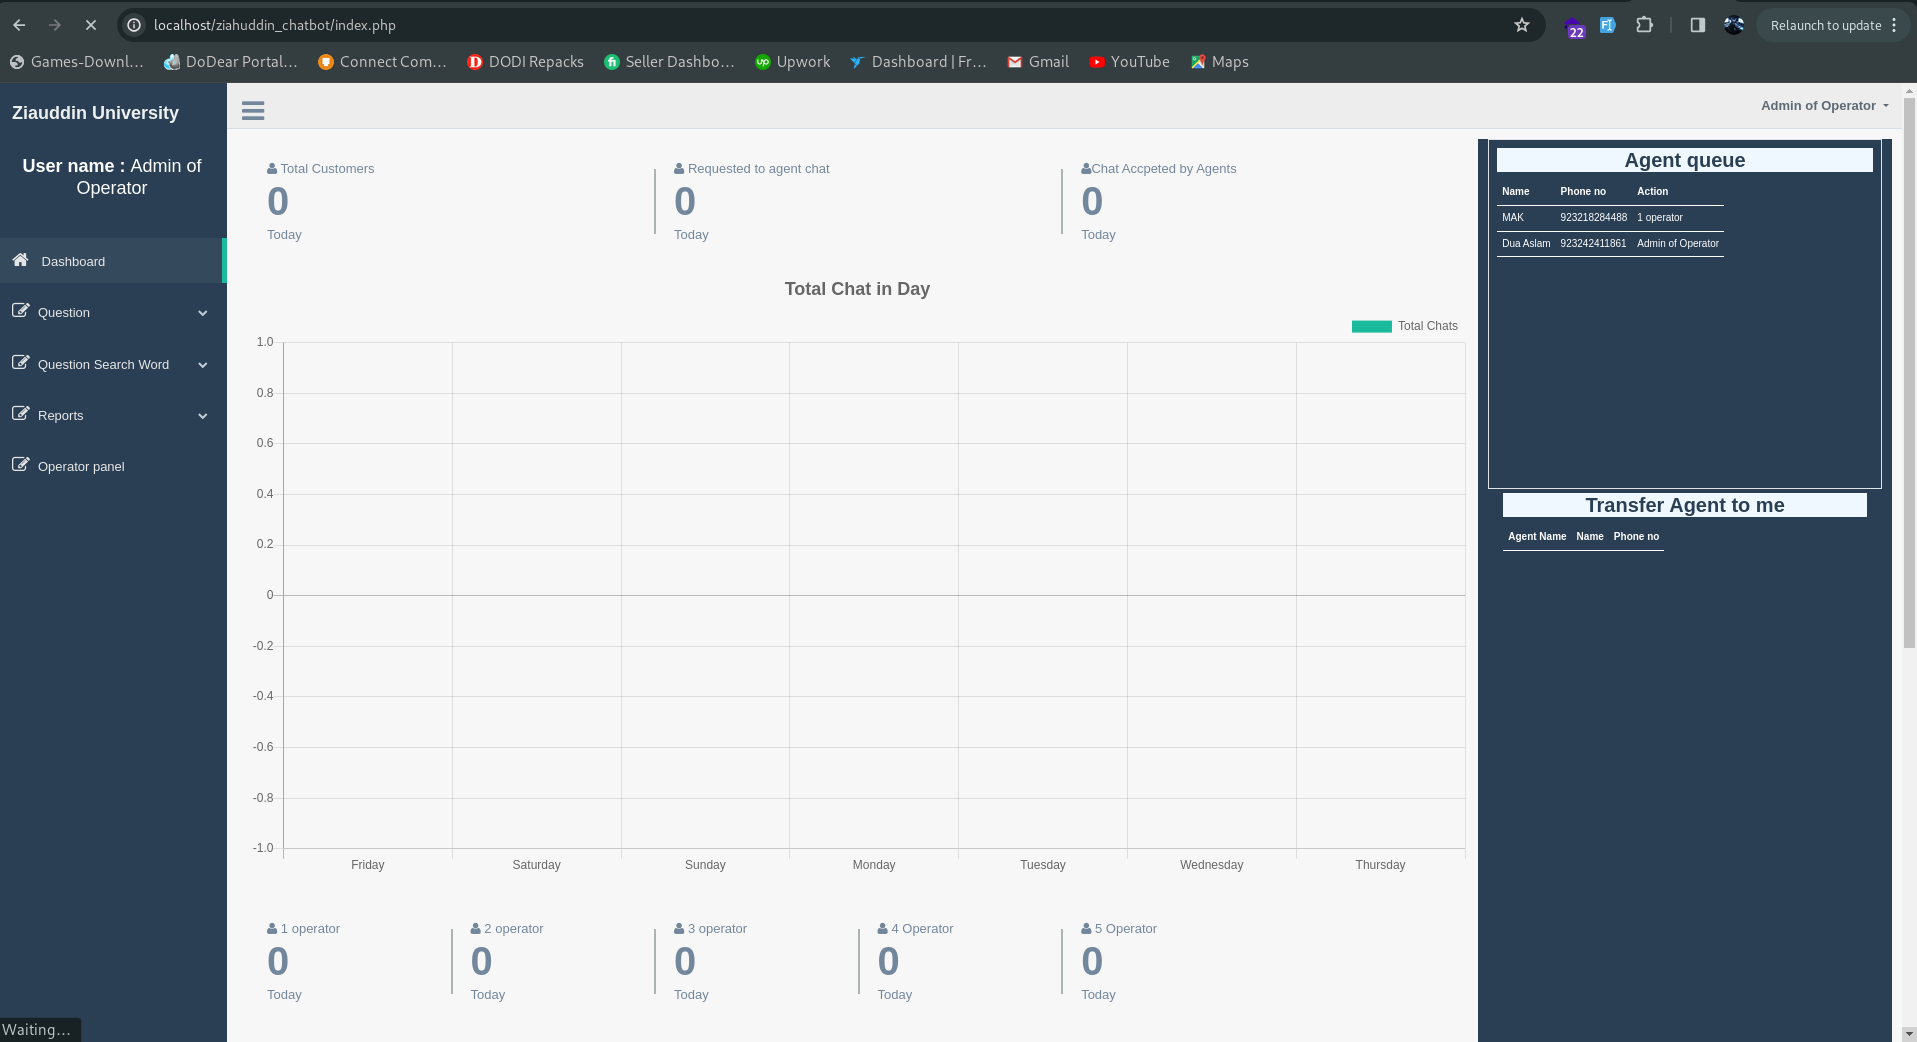 localhost/ziahuddin_chatbot/index.php
22
Relaunch to update
Games-Downl...
DoDear Portal...
Connect Com...
DODI Repacks
Seller Dashbo...
Upwork
Dashboard | Fr...
Gmail
YouTube
Maps
Ziauddin University
User name : Admin of
Operator
Dashboard
Question
Question Search Word
Reports
Operator panel
Admin of Operator
Total Customers
0
Today
Requested to agent chat
0
Today
Chat Accpeted by Agents
0
Today
Total Chat in Day
Total Chats
1.0
0.8
0.6
0.4
0.2
0
-0.2
-0.4
-0.6
-0.8
-1.0
Friday Saturday Sunday Monday Tuesday Wednesday Thursday
1 operator
0
Today
2 operator
0
Today
3 operator
0
Today
4 Operator
0
Today
5 Operator
0
Today
Agent queue
Name Phone no Action
MAK 923218284488 1 operator
Dua Aslam 923242411861 Admin of Operator
Transfer Agent to me
Agent Name Name Phone no
Waiting...